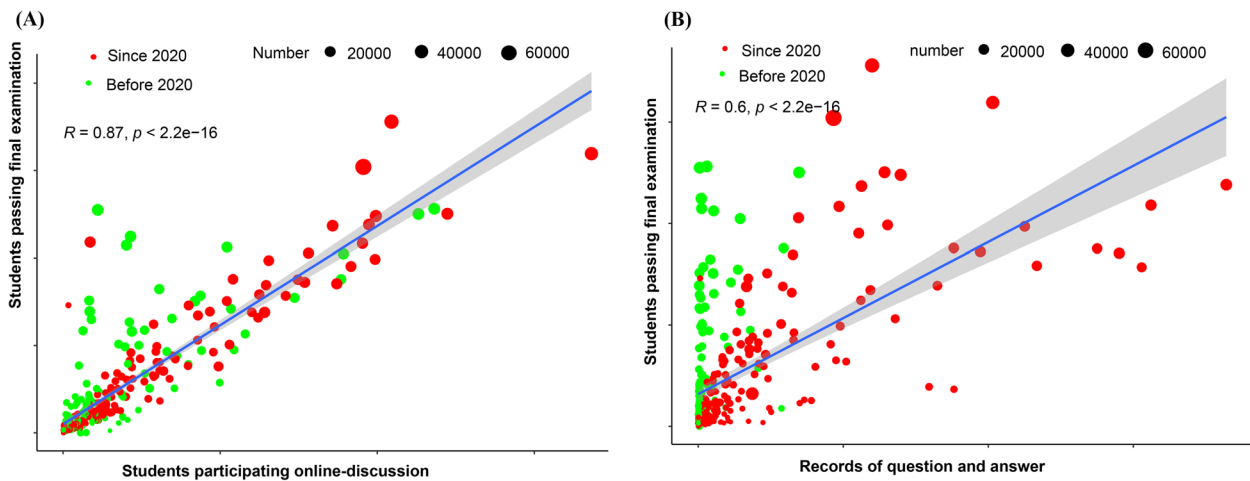 (A)
Since 2020
Before 2020
Number 20000 40000 60000
R = 0.87, p < 2.2e−16
Students passing final examination
Students participating online-discussion
(B)
Since 2020
Before 2020
number 20000 40000 60000
R = 0.6, p < 2.2e−16
Students passing final examination
Records of question and answer